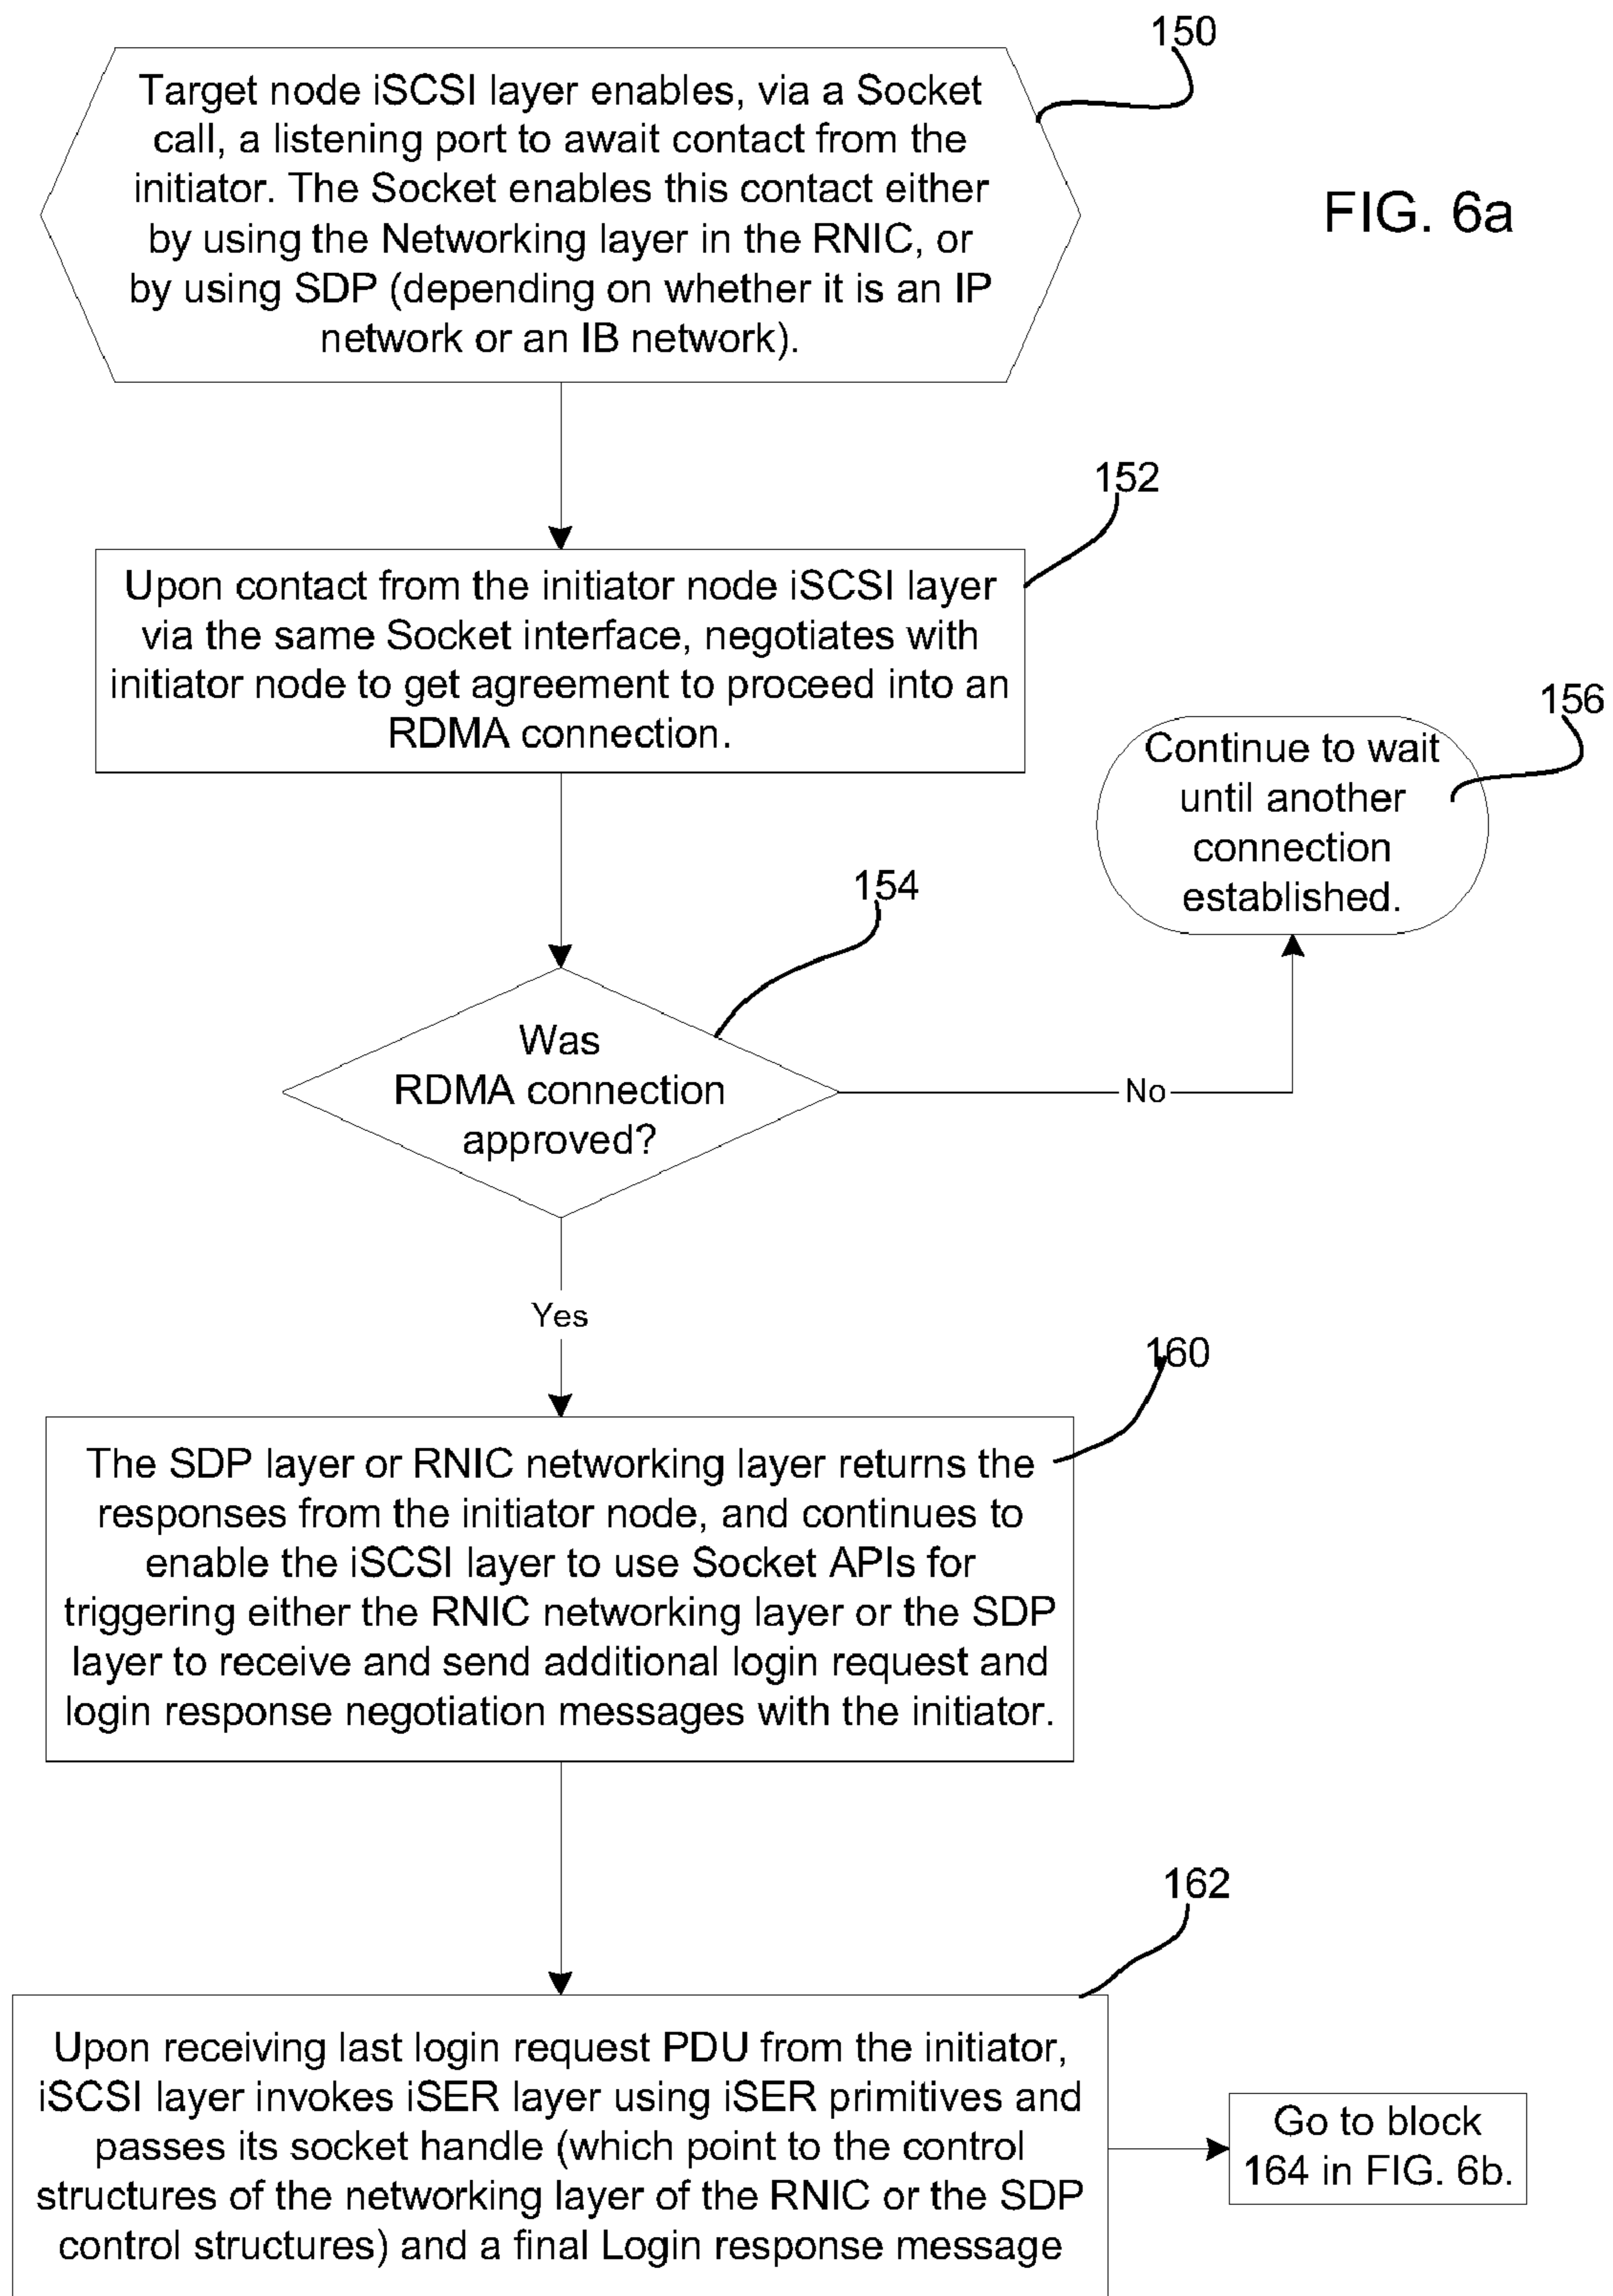 150
Target node iSCSI layer enables, via a Socket
call, a listening port to await contact from the
initiator. The Socket enables this contact either
by using the Networking layer in the RNIC, or
by using SDP (depending on whether it is an IP
network or an IB network).
FIG. 6a
152
Upon contact from the initiator node iSCSI layer
via the same Socket interface, negotiates with
initiator node to get agreement to proceed into an
RDMA connection.
156
Continue to wait
until another
connection
established.
154
Was
RDMA connection
approved?
No
Yes
160
The SDP layer or RNIC networking layer returns the
responses from the initiator node, and continues to
enable the iSCSI layer to use Socket APIs for
triggering either the RNIC networking layer or the SDP
layer to receive and send additional login request and
login response negotiation messages with the initiator.
162
Upon receiving last login request PDU from the initiator,
iSCSI layer invokes iSER layer using iSER primitives and
passes its socket handle (which point to the control
structures of the networking layer of the RNIC or the SDP
control structures) and a final Login response message
Go to block
164 in FIG. 6b.